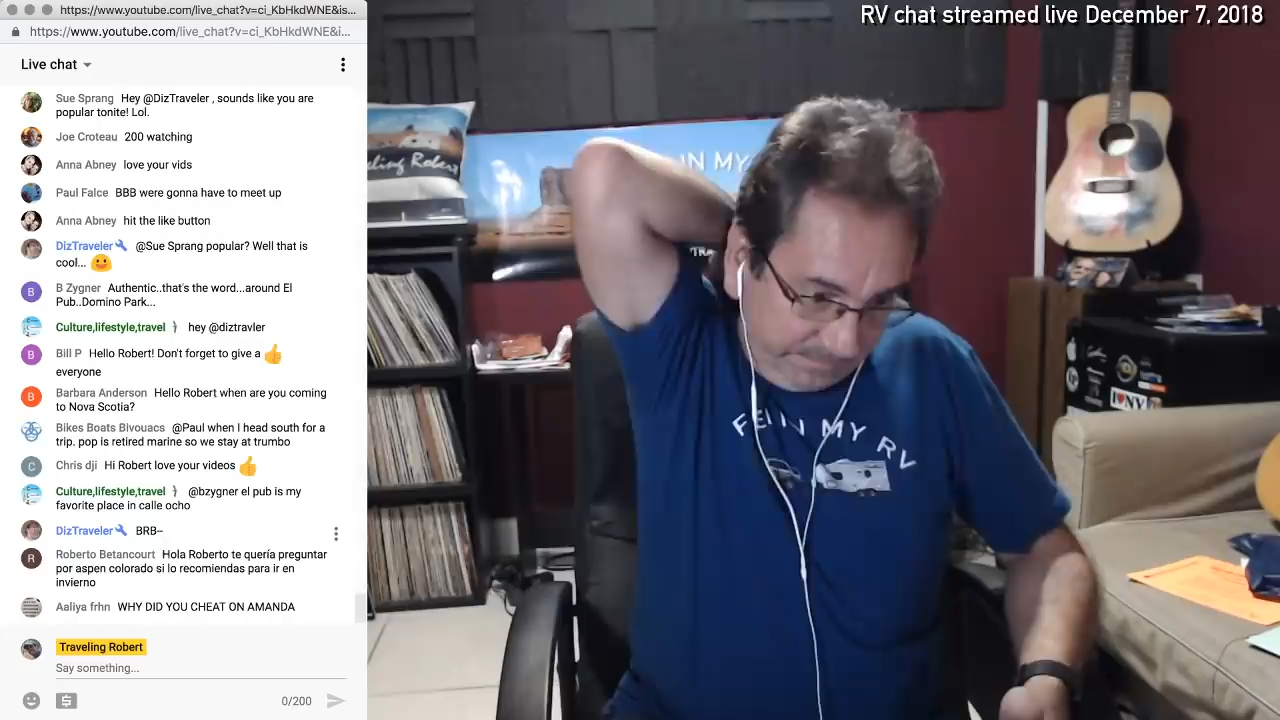 https://www.youtube.com/live_chat?v=ci_KbHkdWNE&is...
https://www.youtube.com/live_chat?v=ci_KbHkdWNE&i...
RV chat streamed live December 7, 2018
Live chat
Sue Sprang Hey @DizTraveler , sounds like you are
popular tonite! Lol.
Joe Croteau 200 watching
Anna Abney love your vids
Paul Falce BBB were gonna have to meet up
Anna Abney hit the like button
DizTraveler @Sue Sprang popular? Well that is
cool...
B Zygner Authentic..that's the word...around El
Pub..Domino Park...
Culture,lifestyle,travel hey @diztravler
Bill P Hello Robert! Don't forget to give a
everyone
Barbara Anderson Hello Robert when are you coming
to Nova Scotia?
Bikes Boats Bivouacs @Paul when I head south for a
trip. pop is retired marine so we stay at trumbo
Chris dji Hi Robert love your videos
Culture,lifestyle,travel @bzygner el pub is my
favorite place in calle ocho
DizTraveler BRB--
Roberto Betancourt Hola Roberto te quería preguntar
por aspen colorado si lo recomiendas para ir en
invierno
Aaliya frhn WHY DID YOU CHEAT ON AMANDA
Traveling Robert
Say something...
0/200
eling Robert
IN MY
MY RV
I NY